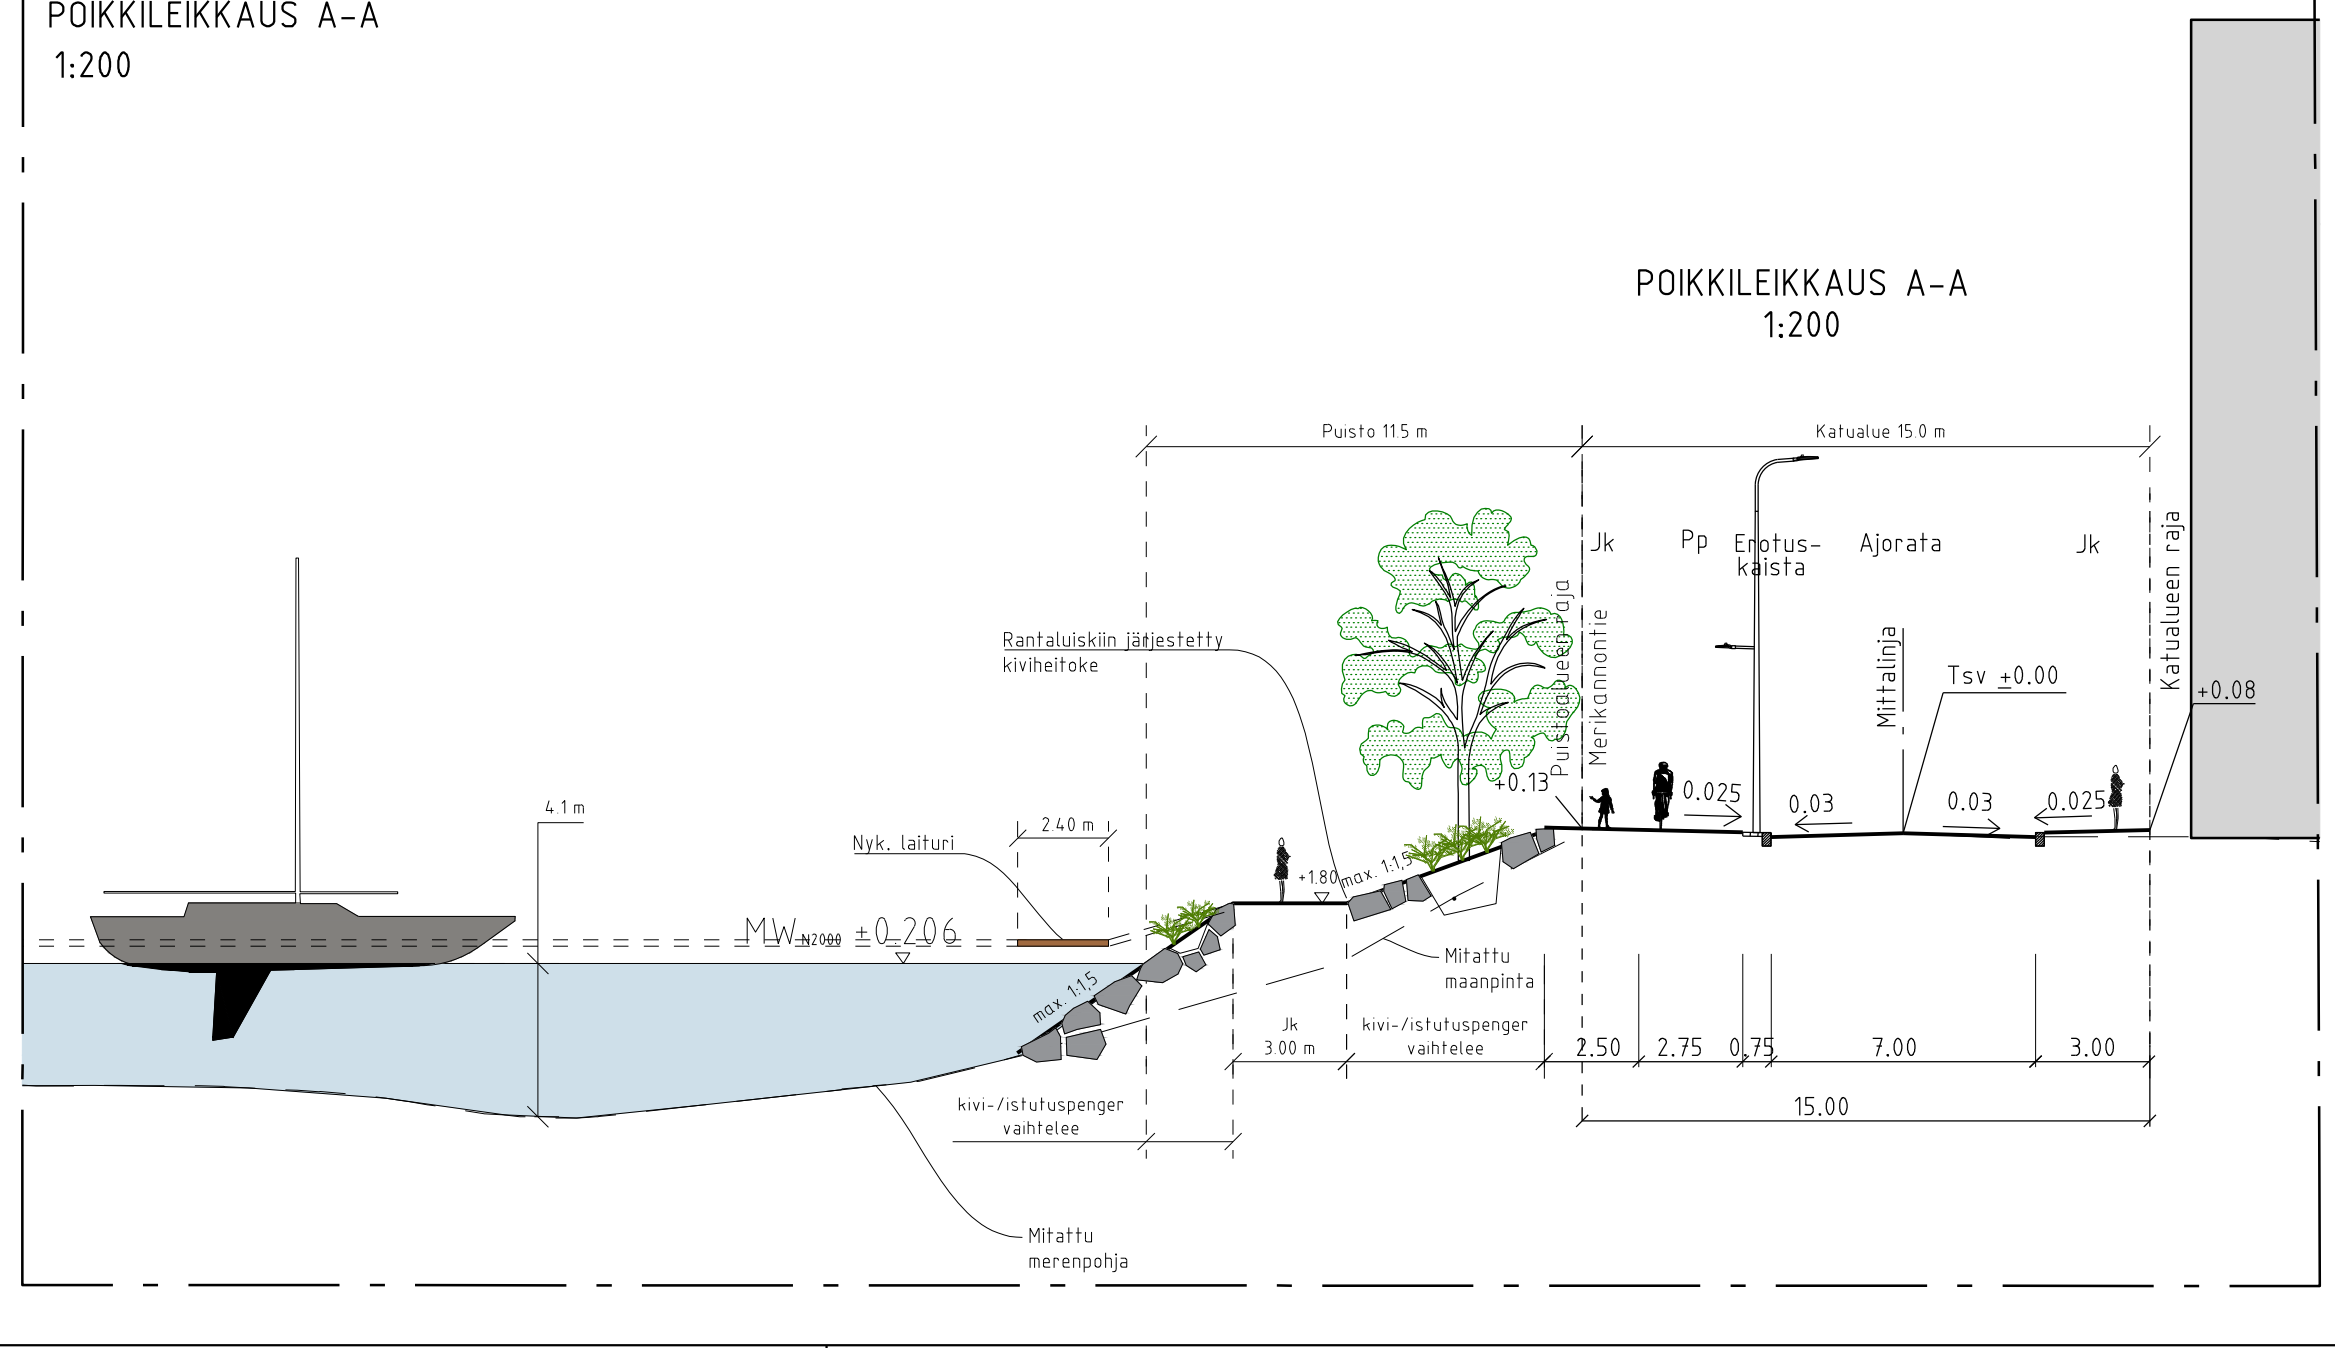 POIKKILEIKKAUS A-A
1:200
POIKKILEIKKAUS A-A
1:200
Puisto 11.5 m
Katualue 15.0 m
Jk
Pp
Erotus-
kaista
Ajorata
Jk
Katualueen raja
Puistoalueen raja
Merikannontie
Mittalinja
Tsv ±0.00
+0.08
Rantaluiskiin järjestetty
kiviheitoke
+0.13
0.025
0.03
0.03
0.025
4.1 m
2.40 m
Nyk. laituri
+1.80
max. 1:1,5
MW N2000 +0.206
max. 1:1,5
Mitattu
maanpinta
Jk
3.00 m
kivi-/istutuspenger
vaihtelee
2.50
2.75
0.75
7.00
3.00
15.00
kivi-/istutuspenger
vaihtelee
Mitattu
merenpohja